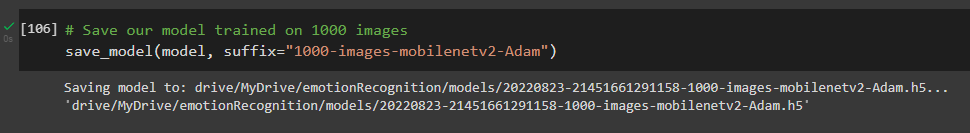 [106] # Save our model trained on 1000 images
save_model(model, suffix="1000-images-mobilenetv2-Adam")
0s
Saving model to: drive/MyDrive/emotionRecognition/models/20220823-21451661291158-1000-images-mobilenetv2-Adam.h5...
'drive/MyDrive/emotionRecognition/models/20220823-21451661291158-1000-images-mobilenetv2-Adam.h5'